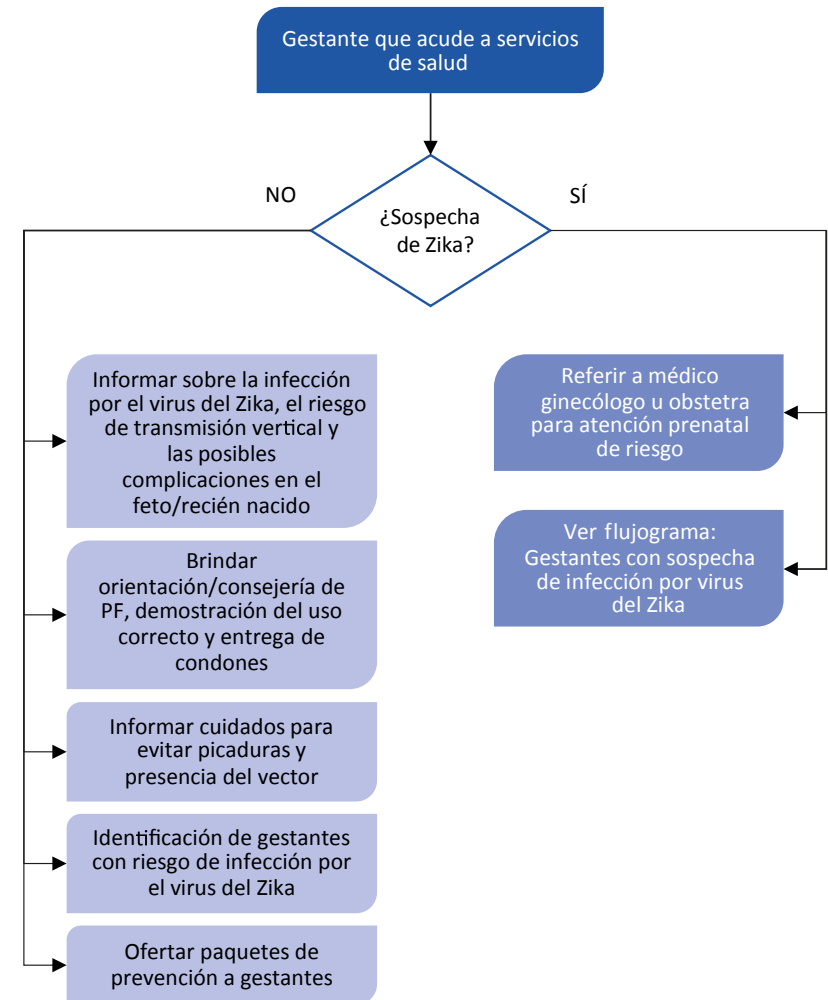 Gestante que acude a servicios
de salud
NO
SÍ
¿Sospecha
de Zika?
Informar sobre la infección
por el virus del Zika, el riesgo
de transmisión vertical y
las posibles
complicaciones en el
feto/recién nacido
Brindar
orientación/consejería de
PF, demostración del uso
correcto y entrega de
condones
Informar cuidados para
evitar picaduras y
presencia del vector
Identificación de gestantes
con riesgo de infección por
el virus del Zika
Ofertar paquetes de
prevención a gestantes
Referir a médico
ginecólogo u obstetra
para atención prenatal
de riesgo
Ver flujograma:
Gestantes con sospecha
de infección por virus
del Zika